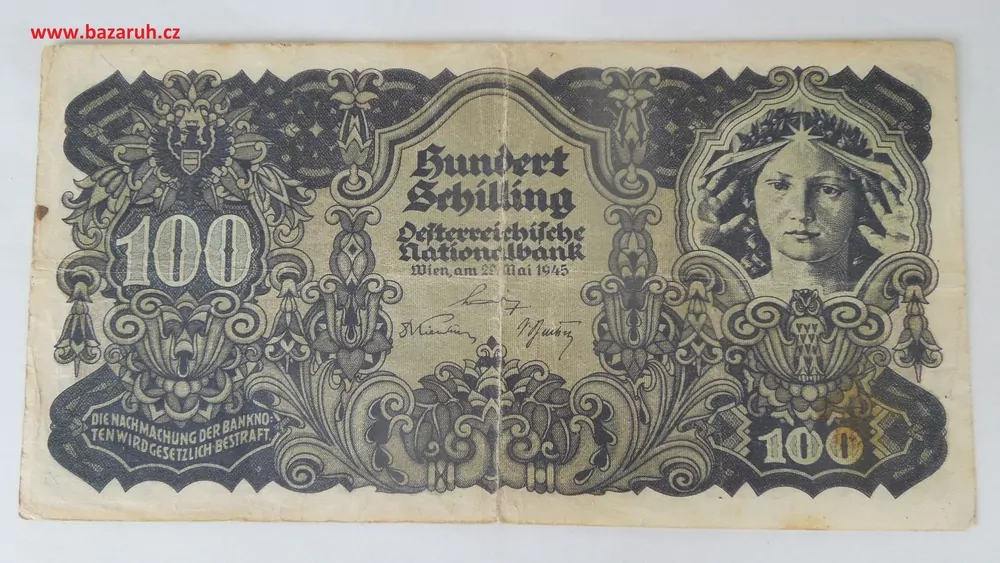 www.bazaruh.cz
Hundert
Schilling
100
Oesterreichische
Nationalbank
Wien, am 29. Mai 1945
DIE NACHMACHUNG DER BANKNO-
TEN WIRD GESETZLICH BESTRAFT.
100